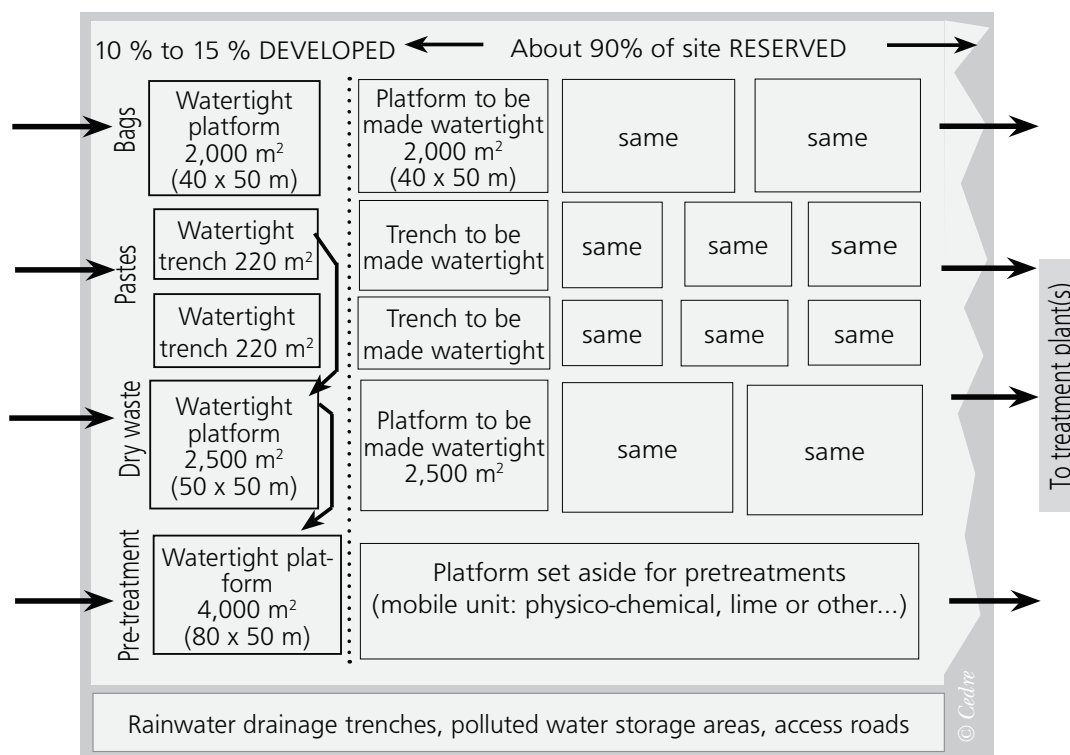 10 % to 15 % DEVELOPED
About 90% of site RESERVED
Bags
Watertight
platform
2,000 m²
(40 x 50 m)
Platform to be
made watertight
2,000 m²
(40 x 50 m)
same
same
Pastes
Watertight
trench 220 m²
Trench to be
made watertight
same
same
same
Watertight
trench 220 m²
Trench to be
made watertight
same
same
same
Dry waste
Watertight
platform
2,500 m²
(50 x 50 m)
Platform to be
made watertight
2,500 m²
same
same
To treatment plant(s)
Pre-treatment
Watertight plat-
form
4,000 m²
(80 x 50 m)
Platform set aside for pretreatments
(mobile unit: physico-chemical, lime or other...)
Rainwater drainage trenches, polluted water storage areas, access roads
© Cedre